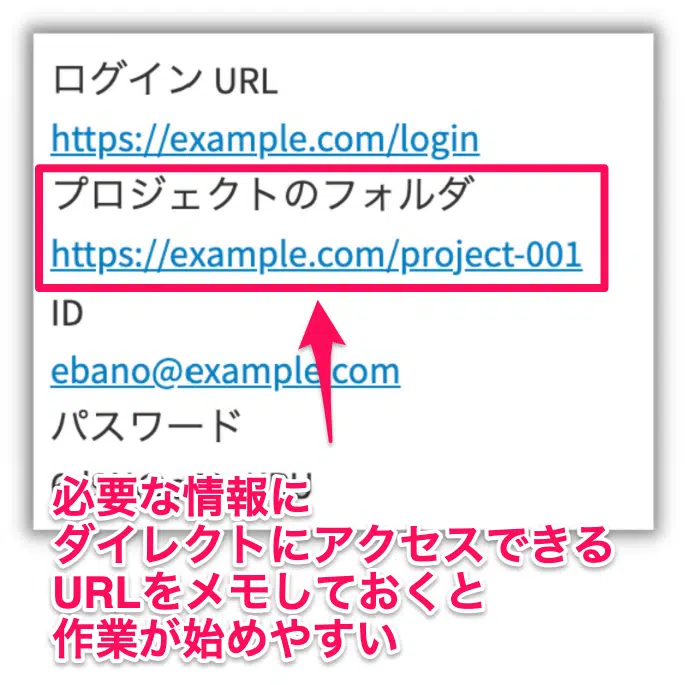 ログイン URL
https://example.com/login
プロジェクトのフォルダ
https://example.com/project-001
ID
ebano@example.com
パスワード
必要な情報に
ダイレクトにアクセスできる
URLをメモしておくと
作業が始めやすい